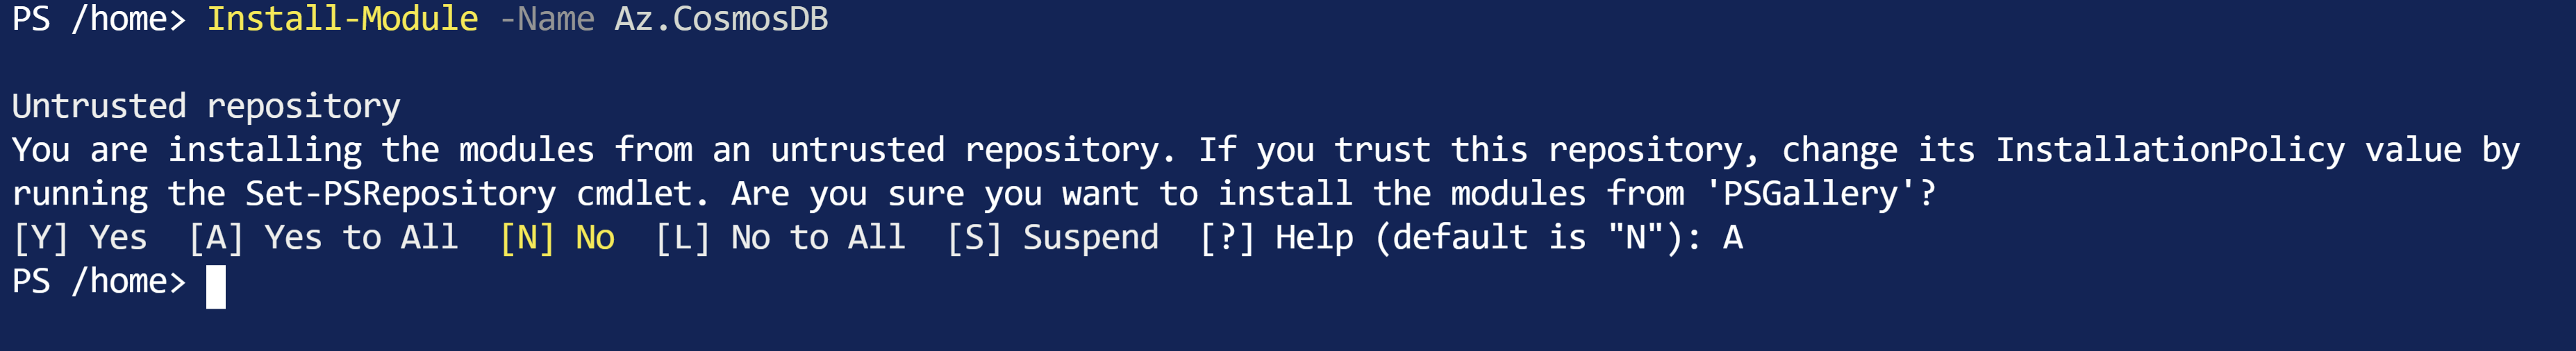 PS /home> Install-Module -Name Az.CosmosDB
Untrusted repository
You are installing the modules from an untrusted repository. If you trust this repository, change its InstallationPolicy value by
running the Set-PSRepository cmdlet. Are you sure you want to install the modules from 'PSGallery'?
[Y] Yes  [A] Yes to All  [N] No  [L] No to All  [S] Suspend  [?] Help (default is "N"): A
PS /home>